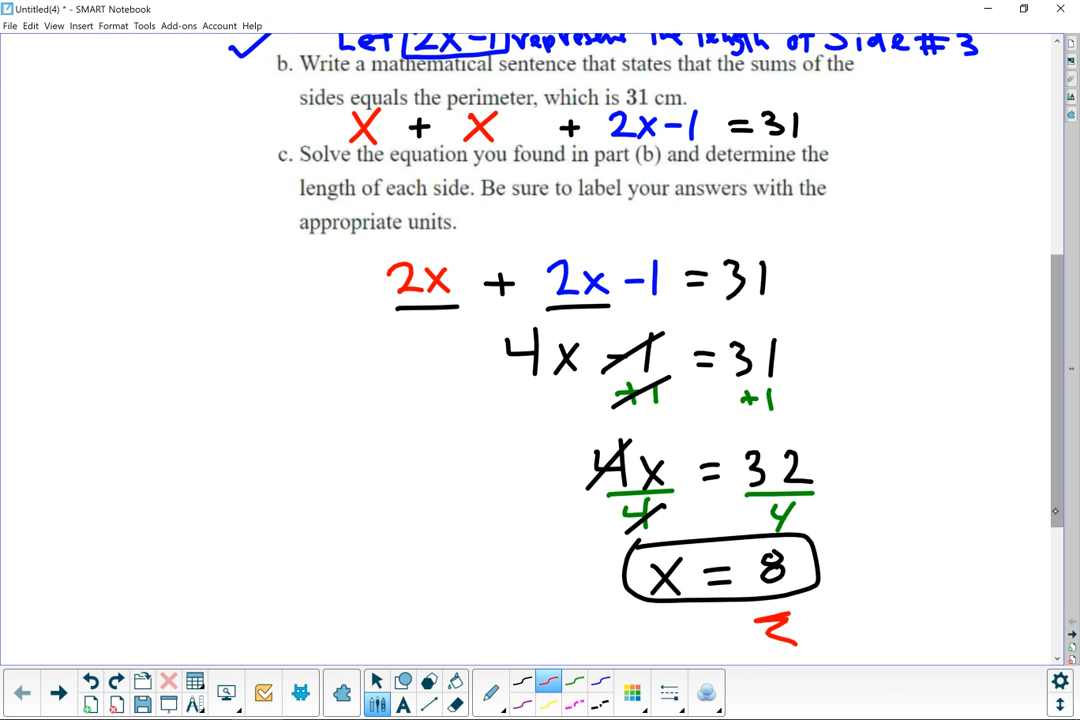 Untitled(4) * - SMART Notebook
File Edit View Insert Format Tools Add-ons Account Help
Let 2x-1 represent the length of Side #3
b. Write a mathematical sentence that states that the sums of the
sides equals the perimeter, which is 31 cm.
x + x + 2x-1 = 31
c. Solve the equation you found in part (b) and determine the
length of each side. Be sure to label your answers with the
appropriate units.
2x + 2x -1 = 31
4x -1 = 31
+1 +1
4x = 32
4 4
x = 8